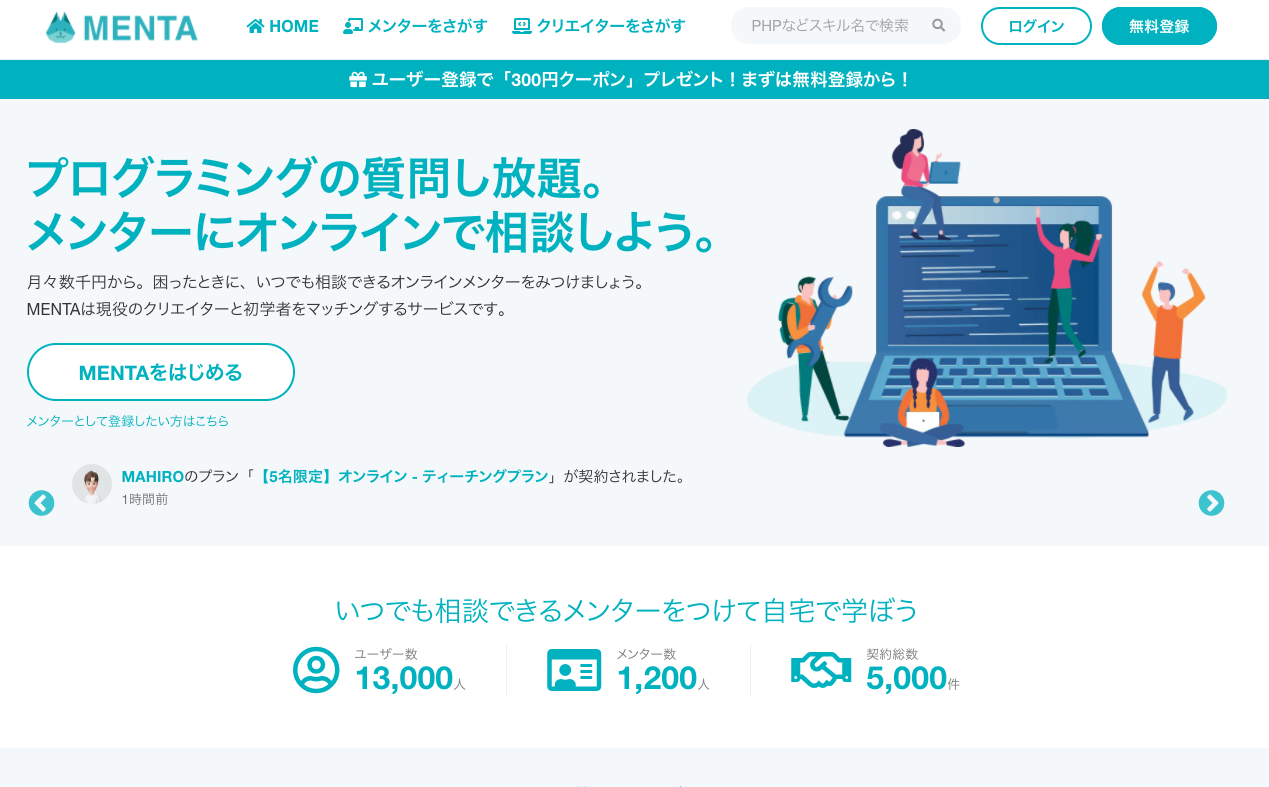 MENTA
HOME
メンターをさがす
クリエイターをさがす
PHPなどスキル名で検索
ログイン
無料登録
ユーザー登録で「300円クーポン」プレゼント！まずは無料登録から！
プログラミングの質問し放題。
メンターにオンラインで相談しよう。
月々数千円から。困ったときに、いつでも相談できるオンラインメンターをみつけましょう。
MENTAは現役のクリエイターと初学者をマッチングするサービスです。
MENTAをはじめる
メンターとして登録したい方はこちら
MAHIROのプラン「【5名限定】オンライン - ティーチングプラン」が契約されました。
1時間前
いつでも相談できるメンターをつけて自宅で学ぼう
ユーザー数
13,000人
メンター数
1,200人
契約総数
5,000件